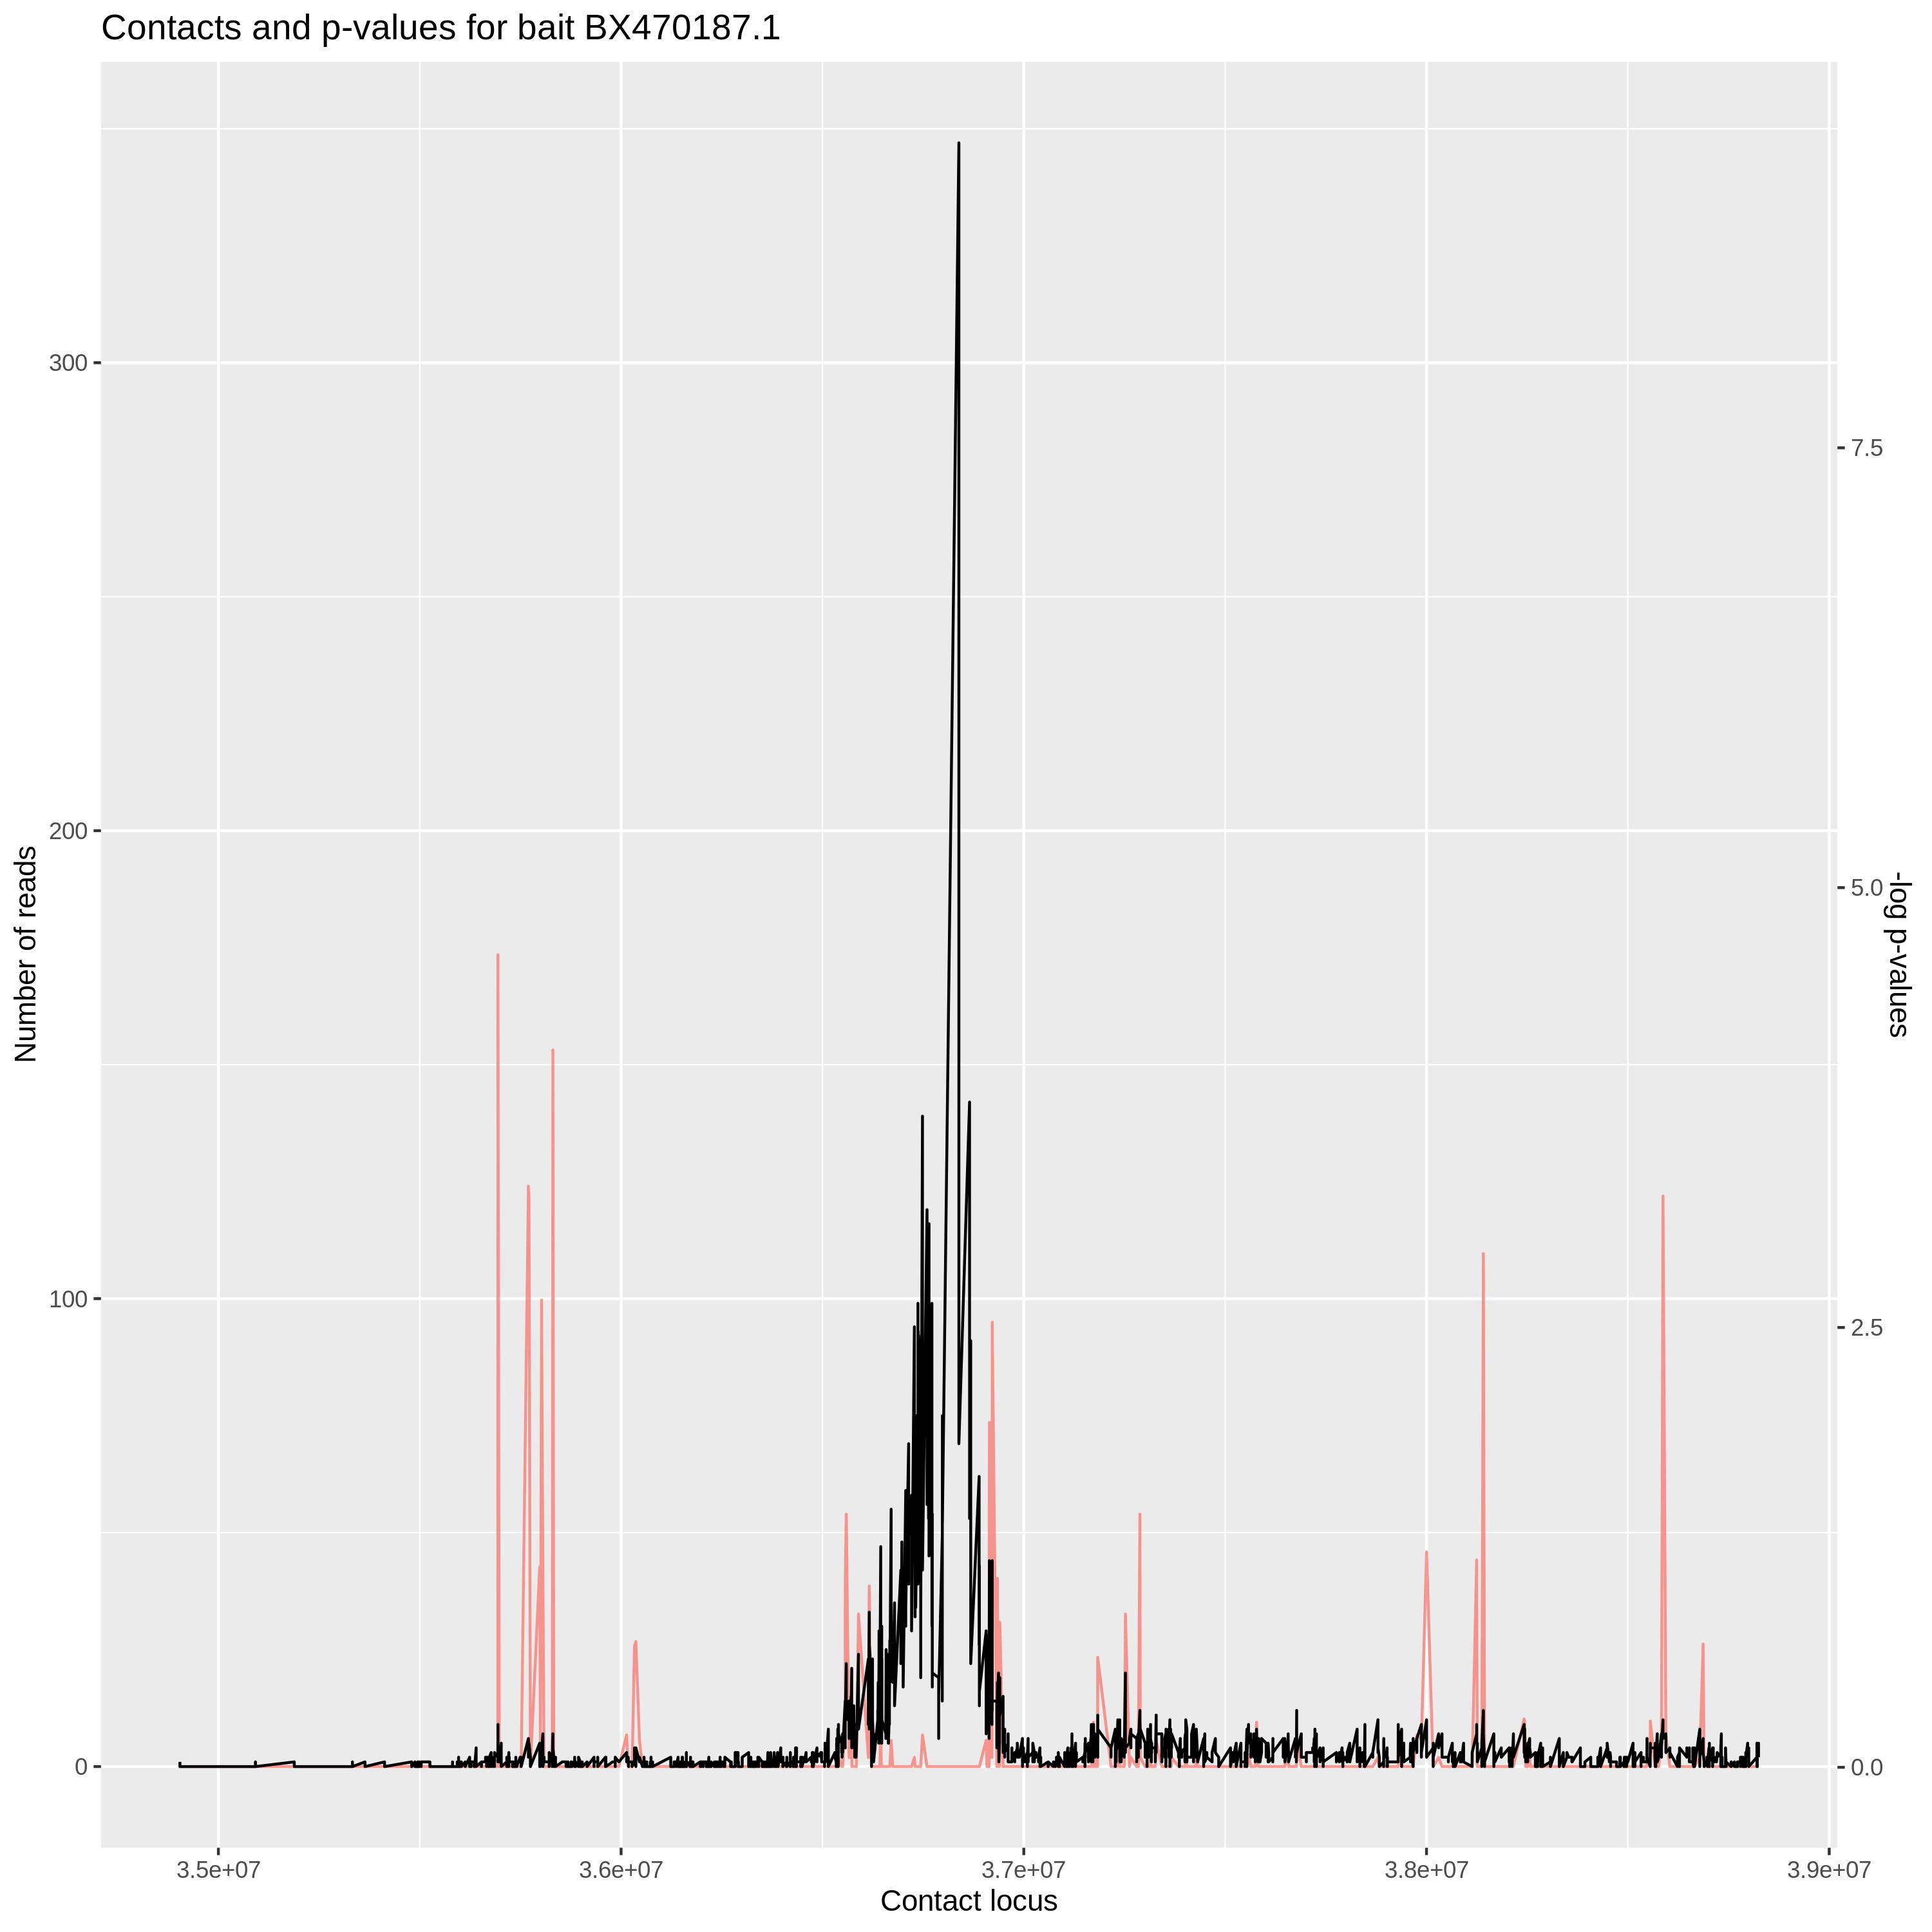 Contacts and p-values for bait BX470187.1
Number of reads
300
200
100
0
7.5
5.0
2.5
0.0
-log p-values
3.5e+07 3.6e+07 3.7e+07 3.8e+07 3.9e+07
Contact locus